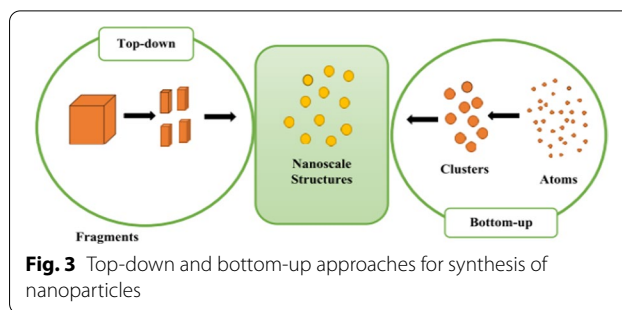 Top-down
Nanoscale
Structures
Clusters
Atoms
Fragments
Bottom-up
Fig. 3 Top-down and bottom-up approaches for synthesis of
nanoparticles